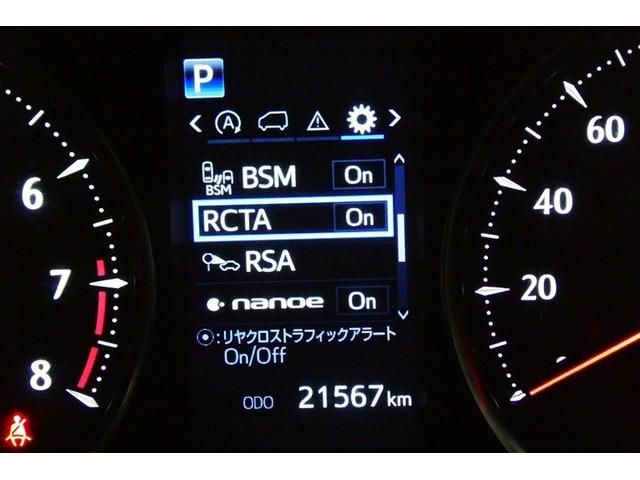 P
A
BSM BSM On
RCTA On
RSA
nanoe On
:リヤクロストラフィックアラート
On/Off
ODO 21567 km
6
7
8
60
40
20